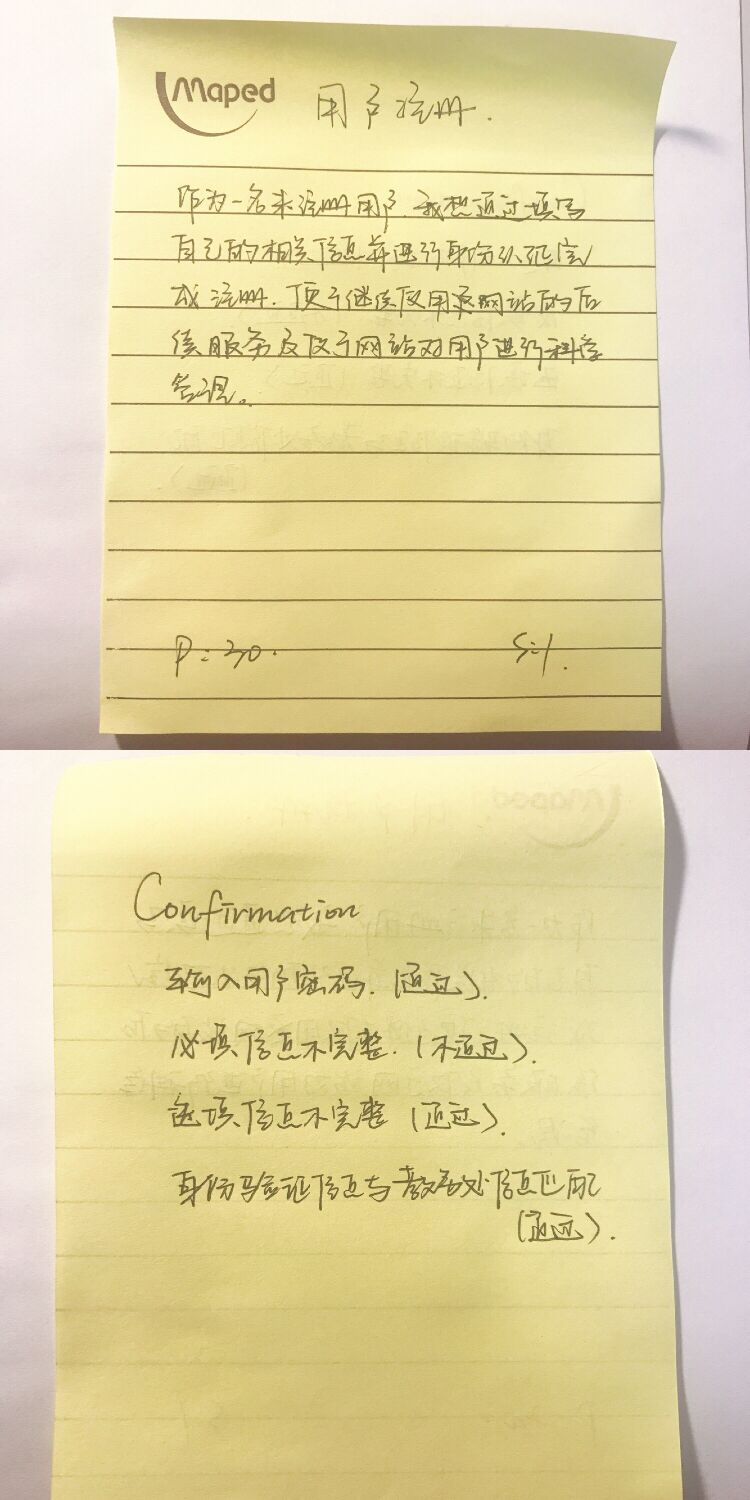 Maped
用户注册.
作为一名未注册用户,我想通过填写
自己的相关信息并进行身份认证完
成注册.便于继续使用该网站的后
续服务及便于网站对用户进行科学
管理。
P=30.
S=1.
Confirmation
输入用户密码.(通过).
必填信息不完整.(不通过).
选填信息不完整(通过).
身份验证信息与教务处信息匹配
(通过).